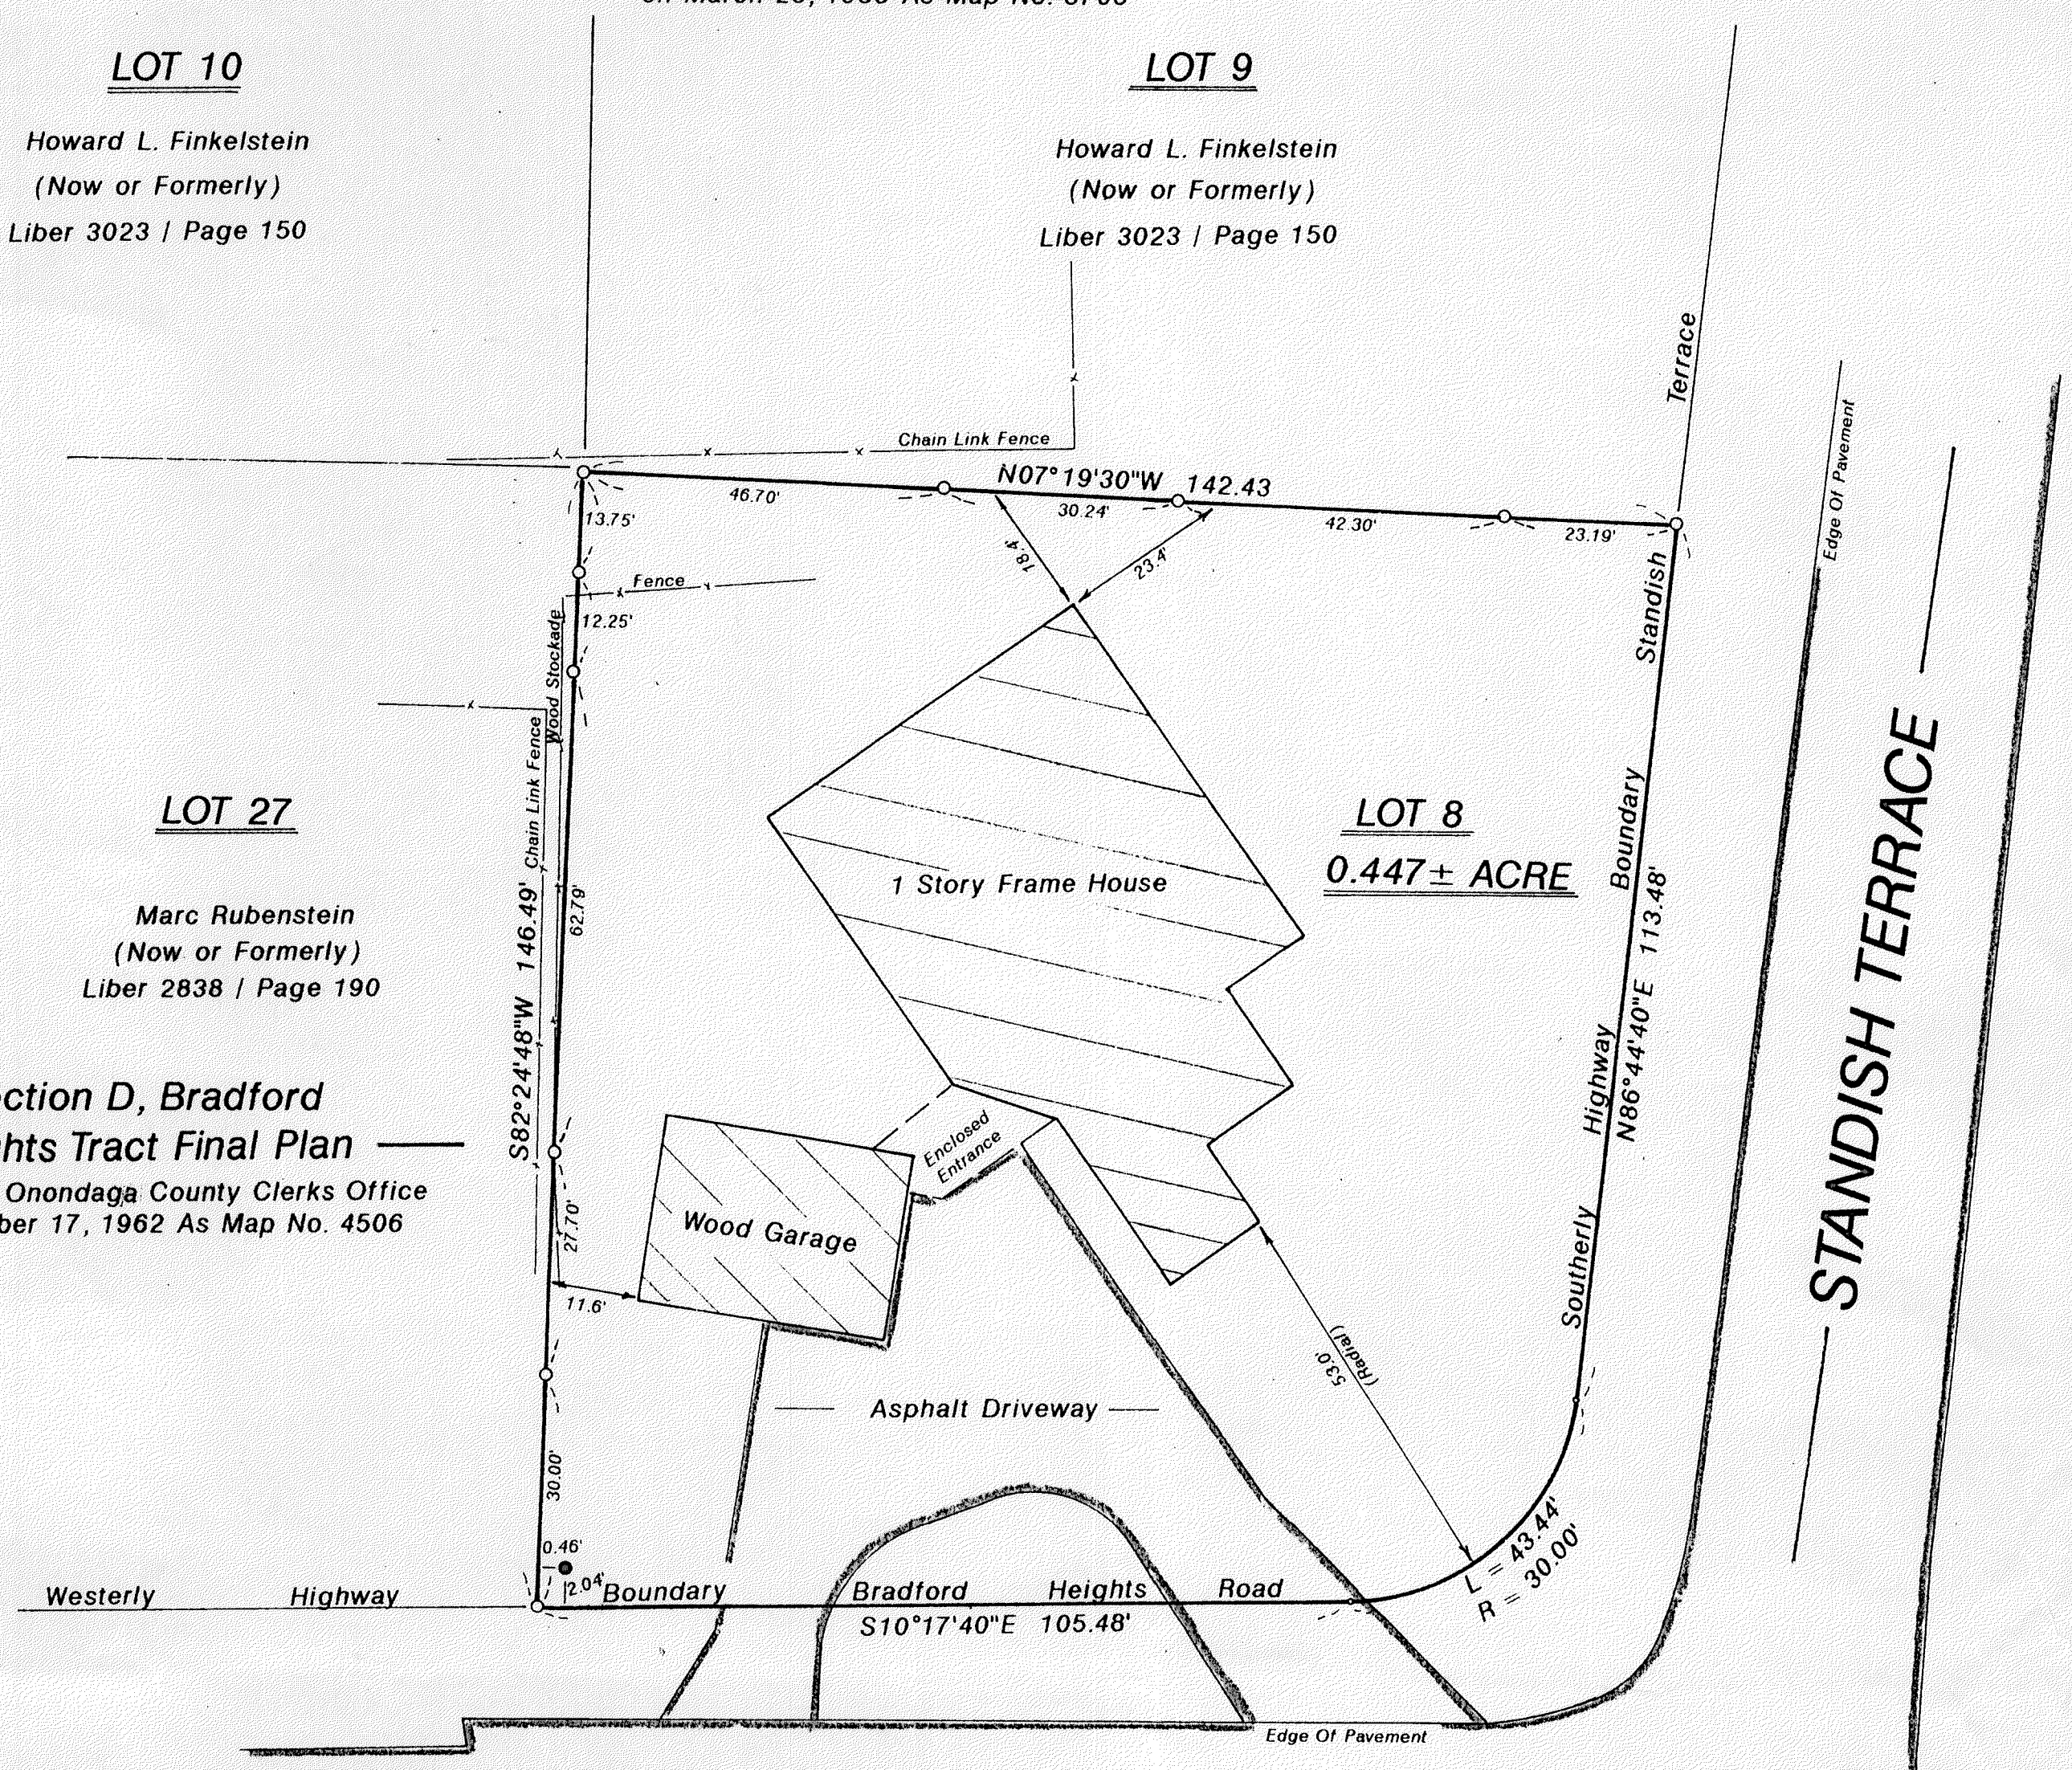 LOT 10
Howard L. Finkelstein
(Now or Formerly)
Liber 3023 / Page 150
LOT 9
Howard L. Finkelstein
(Now or Formerly)
Liber 3023 / Page 150
Terrace
Edge Of Pavement
Chain Link Fence
N07°19'30"W 142.43
46.70'
30.24'
42.30'
23.19'
13.75'
18.4'
23.4'
Fence
12.25'
Wood Stockade
Standish
Chain Link Fence
LOT 27
Marc Rubenstein
(Now or Formerly)
Liber 2838 / Page 190
S82°24'48"W 146.49'
62.79'
1 Story Frame House
LOT 8
0.447± ACRE
Boundary
N86°44'40"E 113.48'
Highway
Southerly
STANDISH TERRACE
ction D, Bradford
hts Tract Final Plan
Onondaga County Clerks Office
ber 17, 1962 As Map No. 4506
Enclosed
Entrance
Wood Garage
27.70'
11.6'
53.0'
(Radial)
Asphalt Driveway
30.00'
L = 43.44'
R = 30.00'
0.46'
2.04'
Westerly Highway Boundary Bradford Heights Road
S10°17'40"E 105.48'
Edge Of Pavement